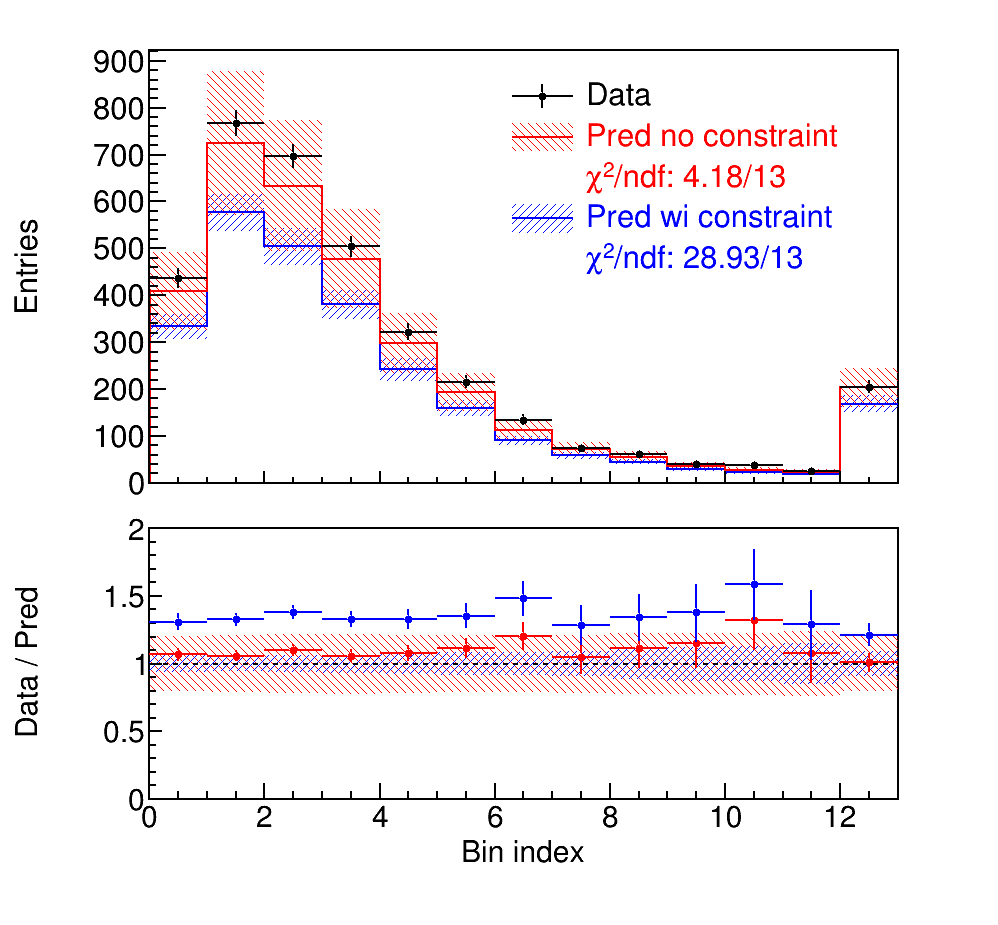 900
800
700
600
500
400
300
200
100
0
Entries
Data
Pred no constraint
χ²/ndf: 4.18/13
Pred wi constraint
χ²/ndf: 28.93/13
2
1.5
1
0.5
0
Data / Pred
0 2 4 6 8 10 12
Bin index